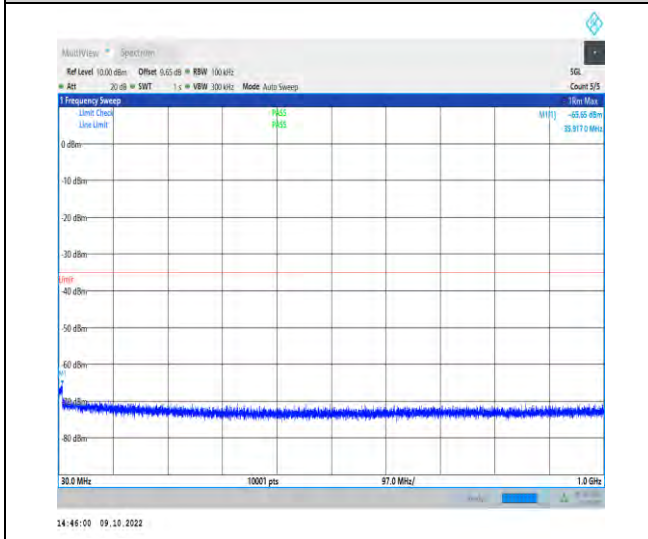 MultiView Spectrum
Ref Level 10.00 dBm Offset 9.65 dB RBW 100 kHz SGL
Att 20 dB SWT 1 s VBW 300 kHz Mode Auto Sweep Count 5/5
1 Frequency Sweep 1Rm Max
Limit Check PASS M1[1] -65.65 dBm
Line Limit PASS 35.917 0 MHz
0 dBm
-10 dBm
-20 dBm
-30 dBm
Limit
-40 dBm
-50 dBm
-60 dBm
M1
-80 dBm
30.0 MHz 10001 pts 97.0 MHz/ 1.0 GHz
14:46:00 09.10.2022